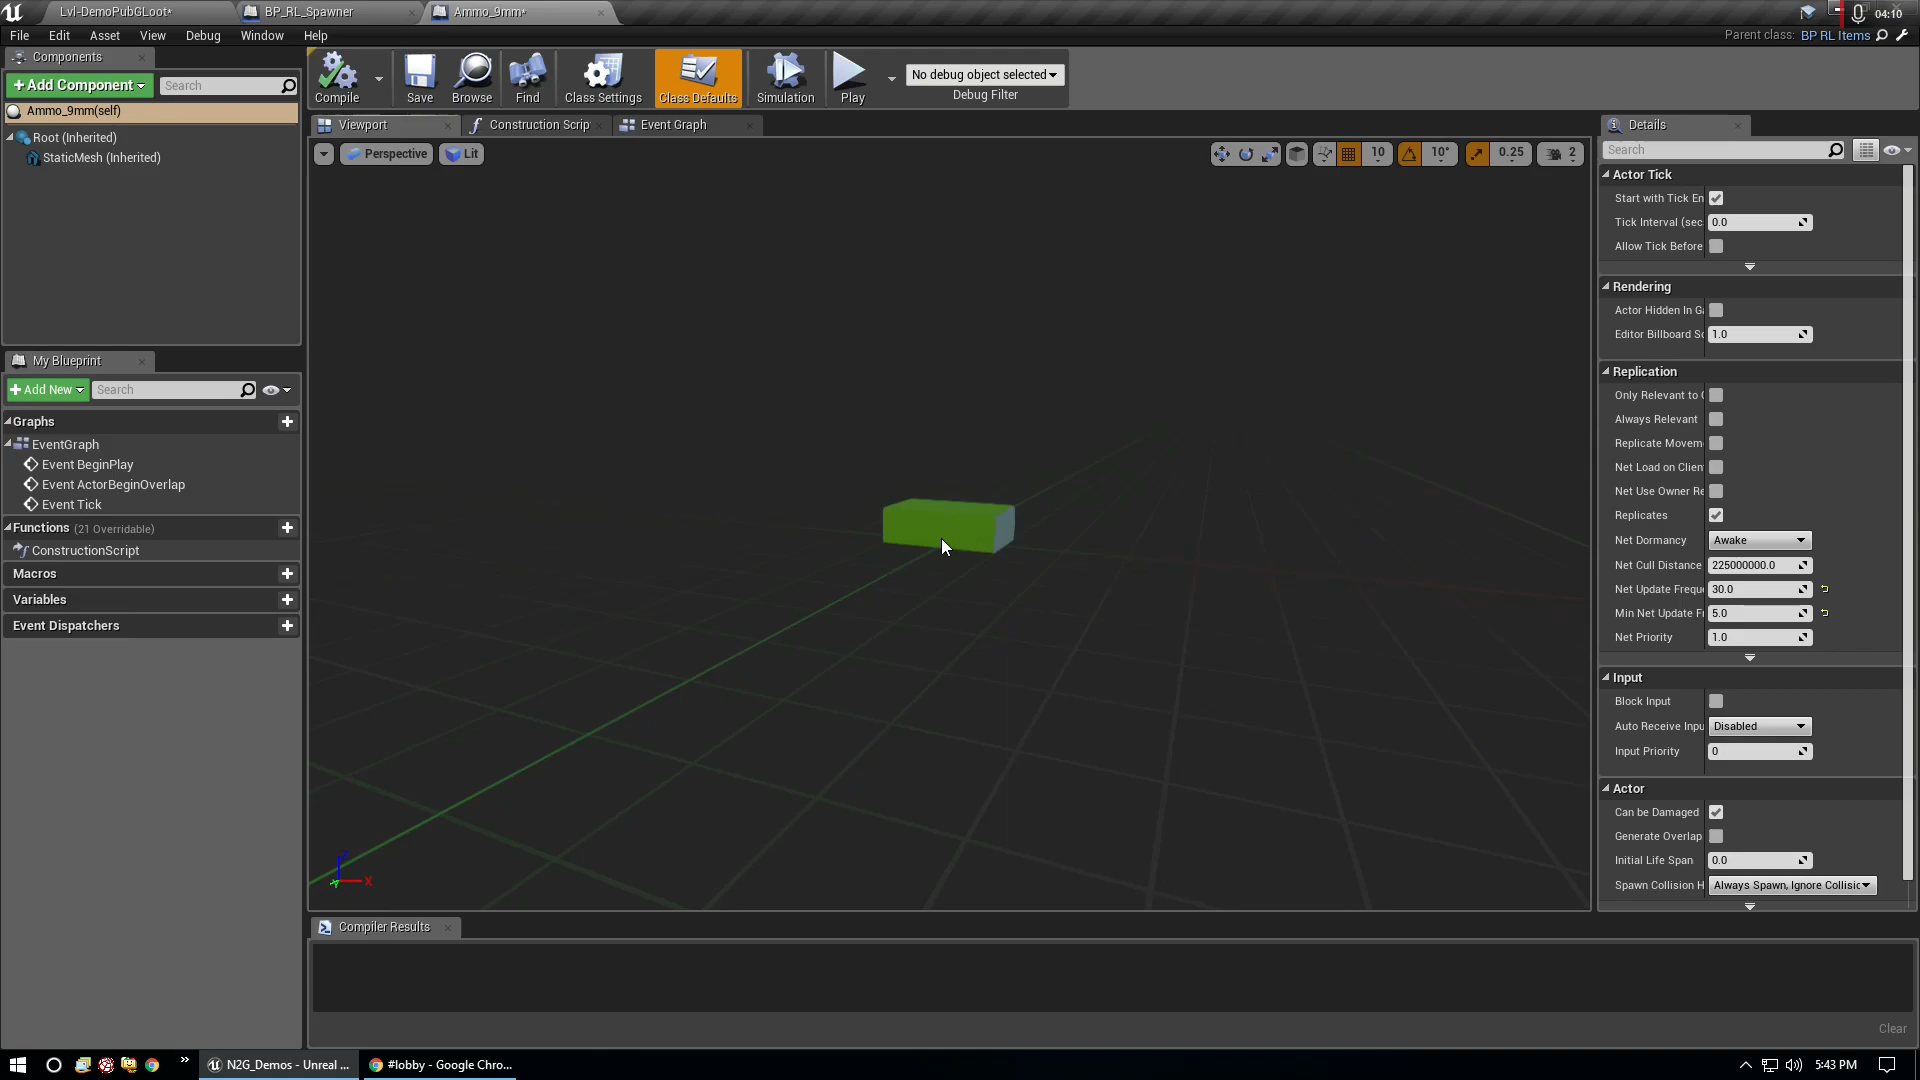 Lvl-DemoPubGLoot*
BP_RL_Spawner
Ammo_9mm*
04:10
File Edit Asset View Debug Window Help
Parent class: BP RL Items
Components
+ Add Component
Search
Ammo_9mm(self)
Root (Inherited)
StaticMesh (Inherited)
Compile
Save
Browse
Find
Class Settings
Class Defaults
Simulation
Play
No debug object selected
Debug Filter
Viewport
Construction Scrip
Event Graph
Perspective
Lit
10
10°
0.25
2
X
My Blueprint
+ Add New
Search
Graphs
EventGraph
Event BeginPlay
Event ActorBeginOverlap
Event Tick
Functions (21 Overridable)
ConstructionScript
Macros
Variables
Event Dispatchers
Details
Search
Actor Tick
Start with Tick En
Tick Interval (sec 0.0
Allow Tick Before
Rendering
Actor Hidden In Ga
Editor Billboard Sc 1.0
Replication
Only Relevant to O
Always Relevant
Replicate Movem
Net Load on Clien
Net Use Owner Re
Replicates
Net Dormancy Awake
Net Cull Distance 225000000.0
Net Update Freque 30.0
Min Net Update Fr 5.0
Net Priority 1.0
Input
Block Input
Auto Receive Inpu Disabled
Input Priority 0
Actor
Can be Damaged
Generate Overlap
Initial Life Span 0.0
Spawn Collision H Always Spawn, Ignore Collisic
Compiler Results
Clear
N2G_Demos - Unreal ...
#lobby - Google Chro...
5:43 PM